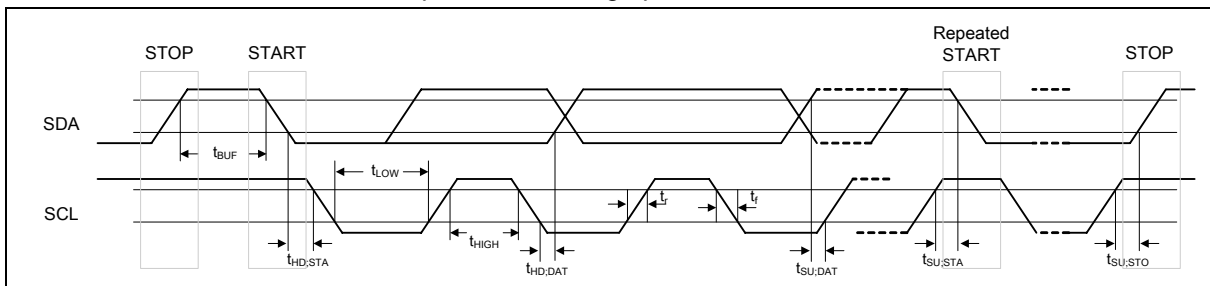 STOP
START
Repeated
START
STOP
SDA
tBUF
tLOW
SCL
tr
tf
tHIGH
tHD;STA
tHD;DAT
tSU;DAT
tSU;STA
tSU;STO